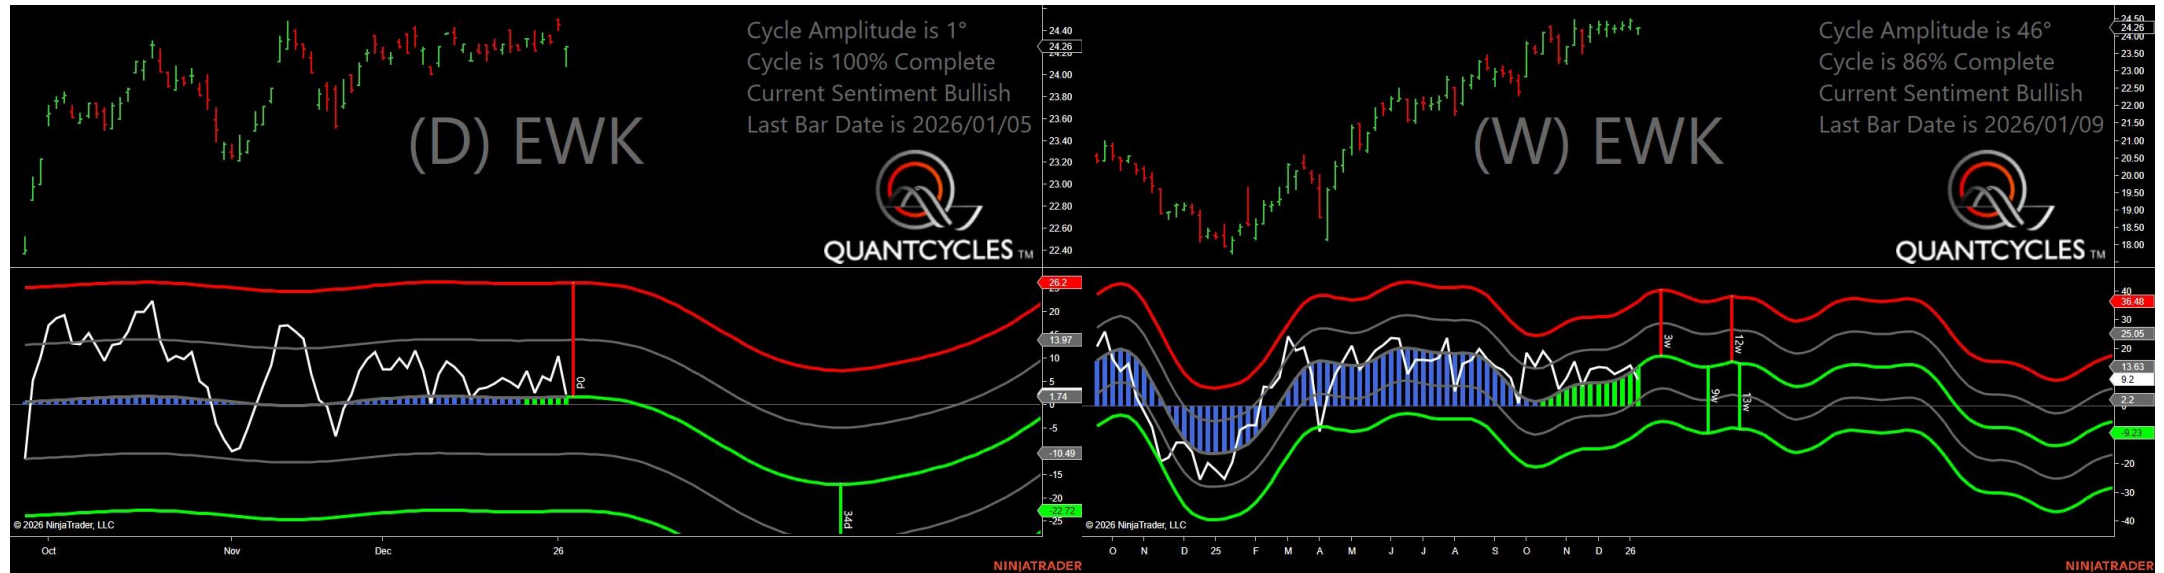 Cycle Amplitude is 1°
Cycle is 100% Complete
Current Sentiment Bullish
Last Bar Date is 2026/01/05
(D) EWK
QUANTCYCLES TM
24.40
24.26
24.00
23.80
23.60
23.40
23.20
23.00
22.80
22.60
22.40
26.2
20
13.97
10
5
1.74
0
-5
-10.49
-15
-20
-22.72
-25
0d
34d
© 2026 NinjaTrader, LLC
Oct Nov Dec 26
NINJATRADER
Cycle Amplitude is 46°
Cycle is 86% Complete
Current Sentiment Bullish
Last Bar Date is 2026/01/09
(W) EWK
QUANTCYCLES TM
24.50
24.26
24.00
23.50
23.00
22.50
22.00
21.50
21.00
20.50
20.00
19.50
19.00
18.50
18.00
40
36.48
30
25.05
20
13.63
9.2
2.2
-9.23
-20
-30
-40
3w
12w
9w
13w
© 2026 NinjaTrader, LLC
O N D 25 F M A M J J A S O N D 26
NINJATRADER